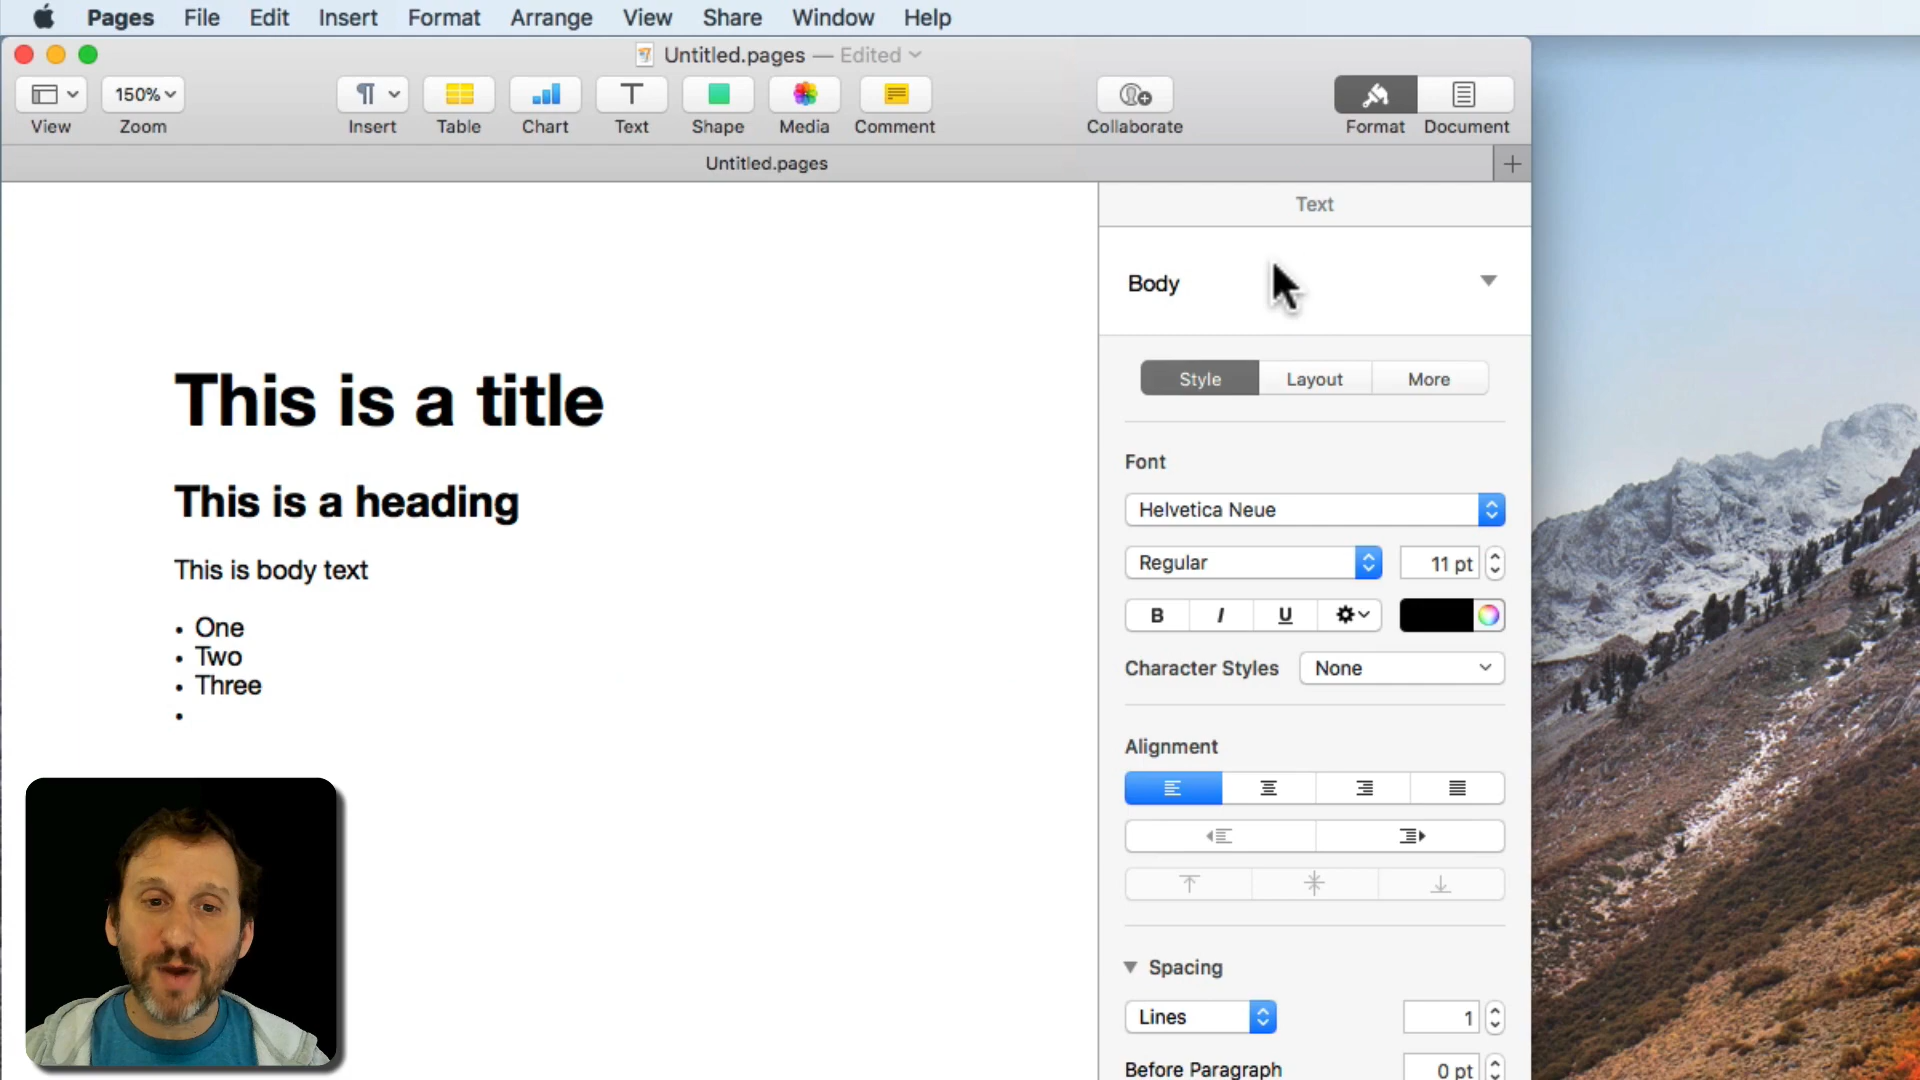 Pages File Edit Insert Format Arrange View Share Window Help
Untitled.pages — Edited
150%
View Zoom Insert Table Chart Text Shape Media Comment Collaborate Format Document
Untitled.pages
Text
Body
This is a title
This is a heading
This is body text
• One
• Two
• Three
•
Style Layout More
Font
Helvetica Neue
Regular 11 pt
B I U
Character Styles None
Alignment
Spacing
Lines 1
Before Paragraph 0 pt